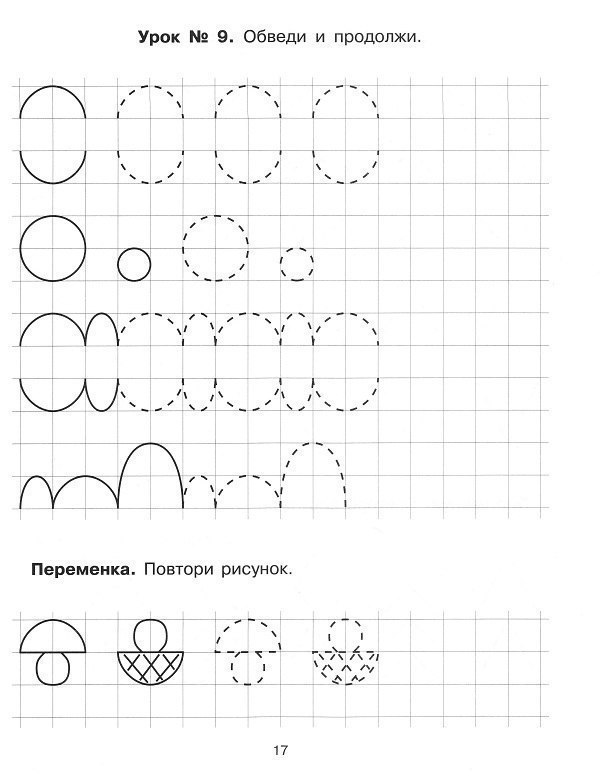 Урок № 9. Обведи и продолжи.
Переменка. Повтори рисунок.
17